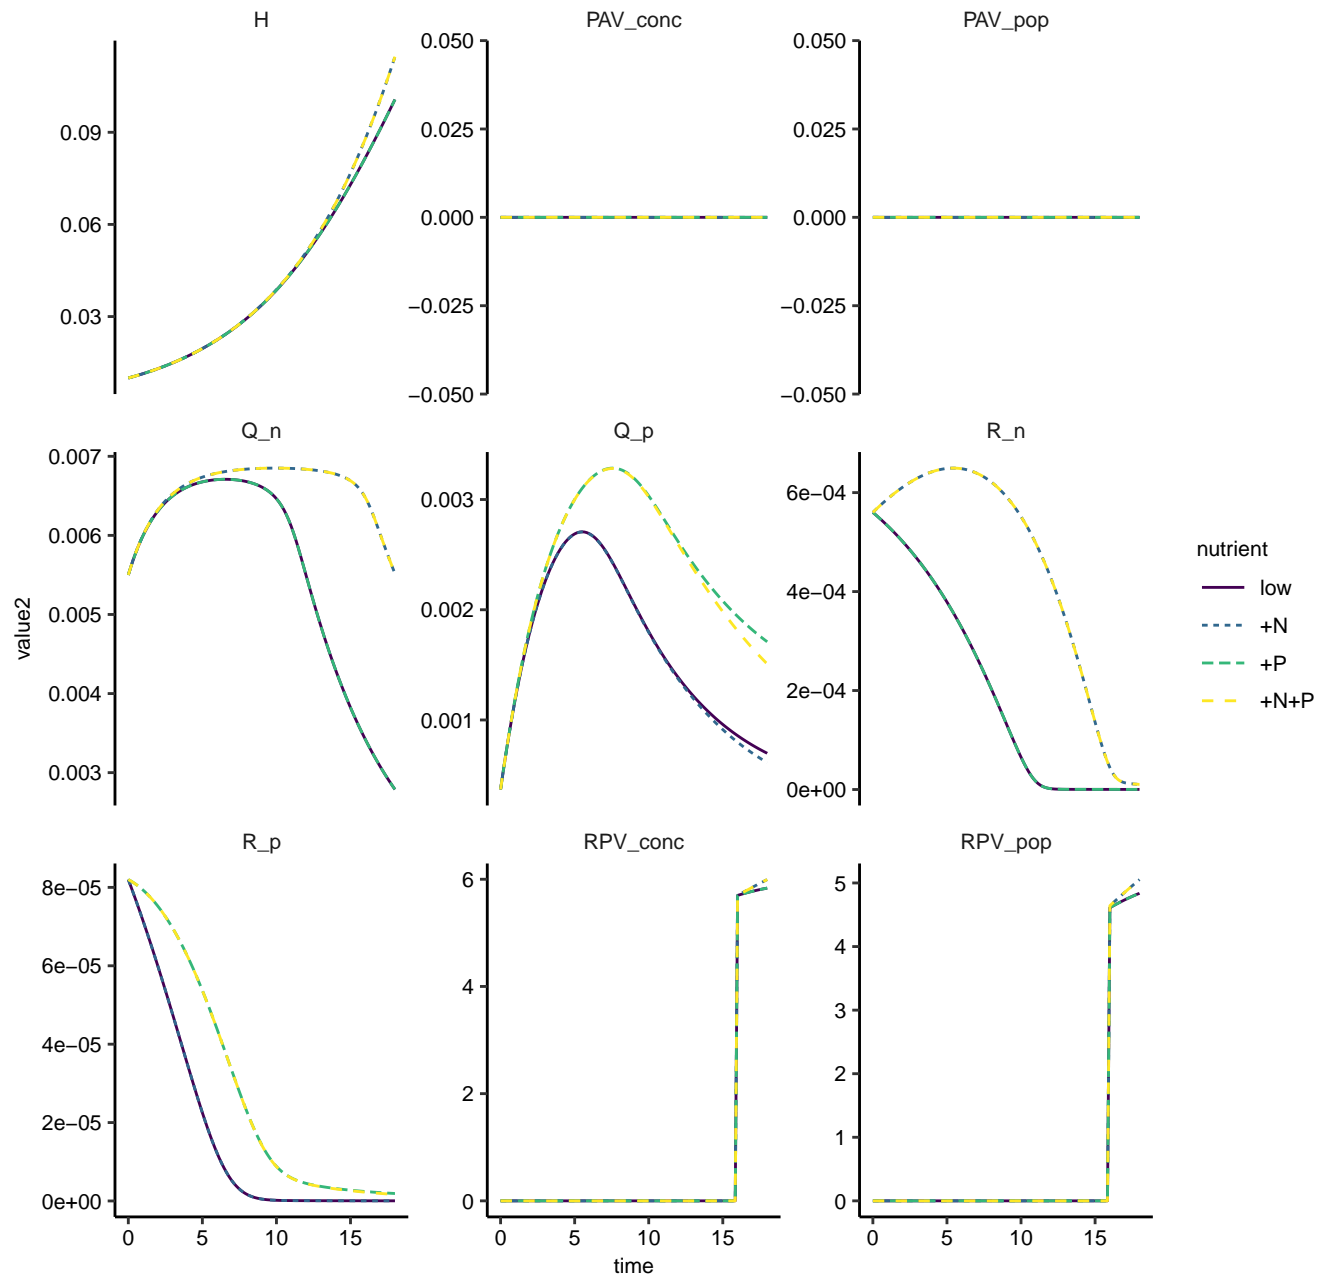 H
PAV_conc
PAV_pop
0.09
0.06
0.03
0.050
0.025
0.000
−0.025
−0.050
0.050
0.025
0.000
−0.025
−0.050
Q_n
Q_p
R_n
0.007
0.006
0.005
0.004
0.003
0.003
0.002
0.001
6e−04
4e−04
2e−04
0e+00
value2
R_p
RPV_conc
RPV_pop
8e−05
6e−05
4e−05
2e−05
0e+00
6
4
2
0
5
4
3
2
1
0
0 5 10 15
0 5 10 15
0 5 10 15
time
nutrient
low
+N
+P
+N+P